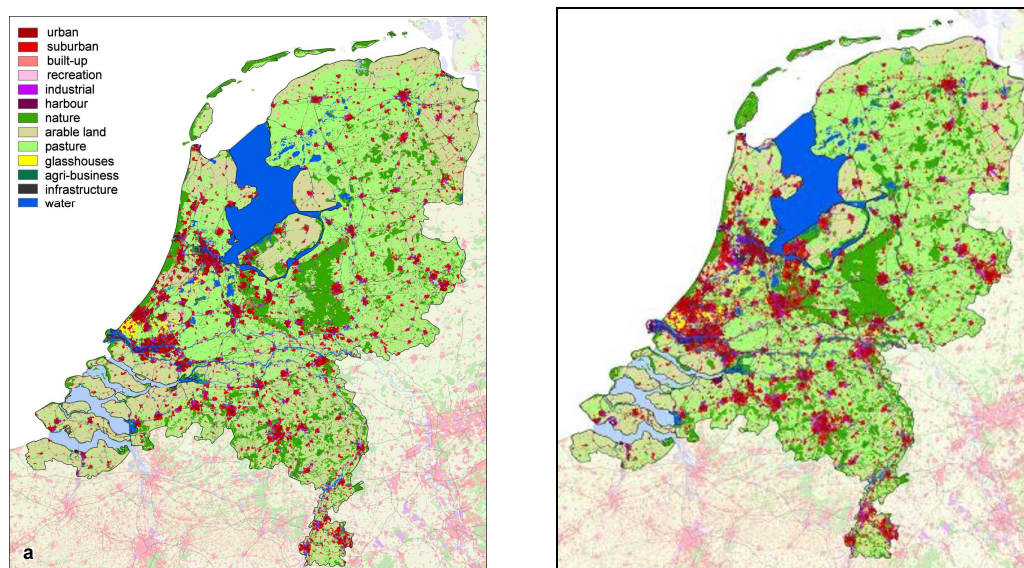 urban
suburban
built-up
recreation
industrial
harbour
nature
arable land
pasture
glasshouses
agri-business
infrastructure
water
a